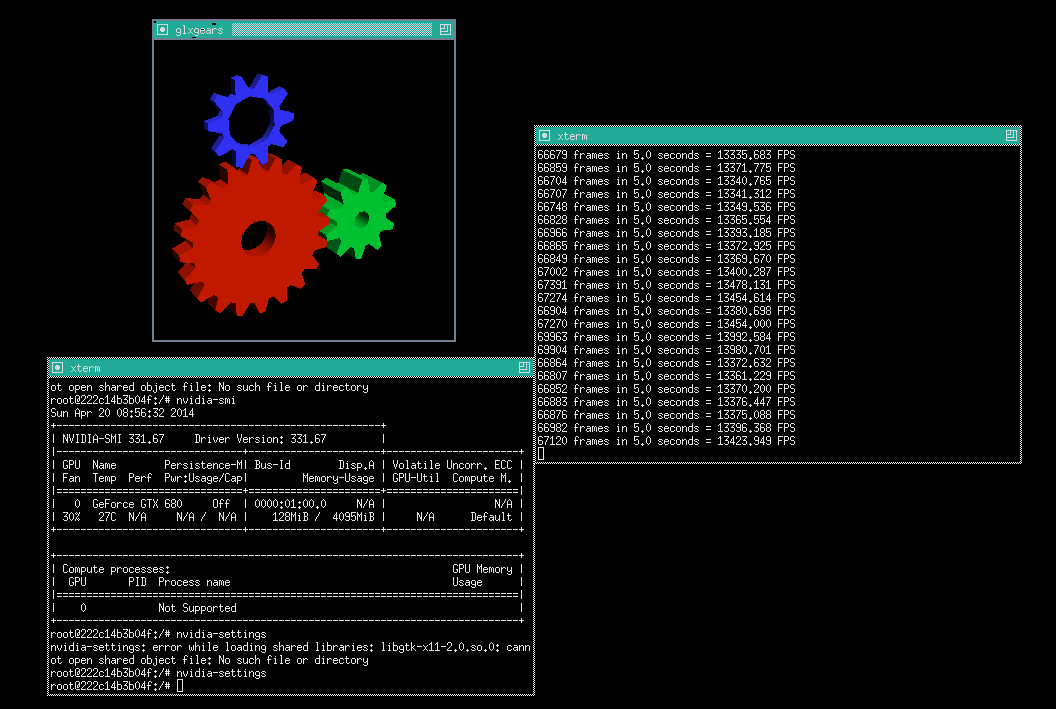 glxgears
xterm
66679 frames in 5.0 seconds = 13335.683 FPS
66859 frames in 5.0 seconds = 13371.775 FPS
66704 frames in 5.0 seconds = 13340.765 FPS
66707 frames in 5.0 seconds = 13341.312 FPS
66748 frames in 5.0 seconds = 13349.536 FPS
66828 frames in 5.0 seconds = 13365.554 FPS
66966 frames in 5.0 seconds = 13393.185 FPS
66865 frames in 5.0 seconds = 13372.925 FPS
66849 frames in 5.0 seconds = 13369.670 FPS
67002 frames in 5.0 seconds = 13400.287 FPS
67391 frames in 5.0 seconds = 13478.131 FPS
67274 frames in 5.0 seconds = 13454.614 FPS
66904 frames in 5.0 seconds = 13380.698 FPS
67270 frames in 5.0 seconds = 13454.000 FPS
69963 frames in 5.0 seconds = 13992.584 FPS
69904 frames in 5.0 seconds = 13980.701 FPS
66864 frames in 5.0 seconds = 13372.632 FPS
66807 frames in 5.0 seconds = 13361.229 FPS
66852 frames in 5.0 seconds = 13370.200 FPS
66883 frames in 5.0 seconds = 13376.447 FPS
66876 frames in 5.0 seconds = 13375.088 FPS
66982 frames in 5.0 seconds = 13396.368 FPS
67120 frames in 5.0 seconds = 13423.949 FPS
xterm
ot open shared object file: No such file or directory
root@222c14b3b04f:/# nvidia-smi
Sun Apr 20 08:56:32 2014
+------------------------------------------------------+
| NVIDIA-SMI 331.67     Driver Version: 331.67         |
|-------------------------------+----------------------+----------------------+
| GPU  Name        Persistence-M| Bus-Id        Disp.A | Volatile Uncorr. ECC |
| Fan  Temp  Perf  Pwr:Usage/Cap|         Memory-Usage | GPU-Util  Compute M. |
|===============================+======================+======================|
|   0  GeForce GTX 680     Off  | 0000:01:00.0     N/A |                  N/A |
| 30%   27C  N/A     N/A /  N/A |    128MiB /  4095MiB |     N/A      Default |
+-------------------------------+----------------------+----------------------+
+-----------------------------------------------------------------------------+
| Compute processes:                                               GPU Memory |
|  GPU       PID  Process name                                     Usage      |
|=============================================================================|
|    0            Not Supported                                               |
+-----------------------------------------------------------------------------+
root@222c14b3b04f:/# nvidia-settings
nvidia-settings: error while loading shared libraries: libgtk-x11-2.0.so.0: cann
ot open shared object file: No such file or directory
root@222c14b3b04f:/# nvidia-settings
root@222c14b3b04f:/#